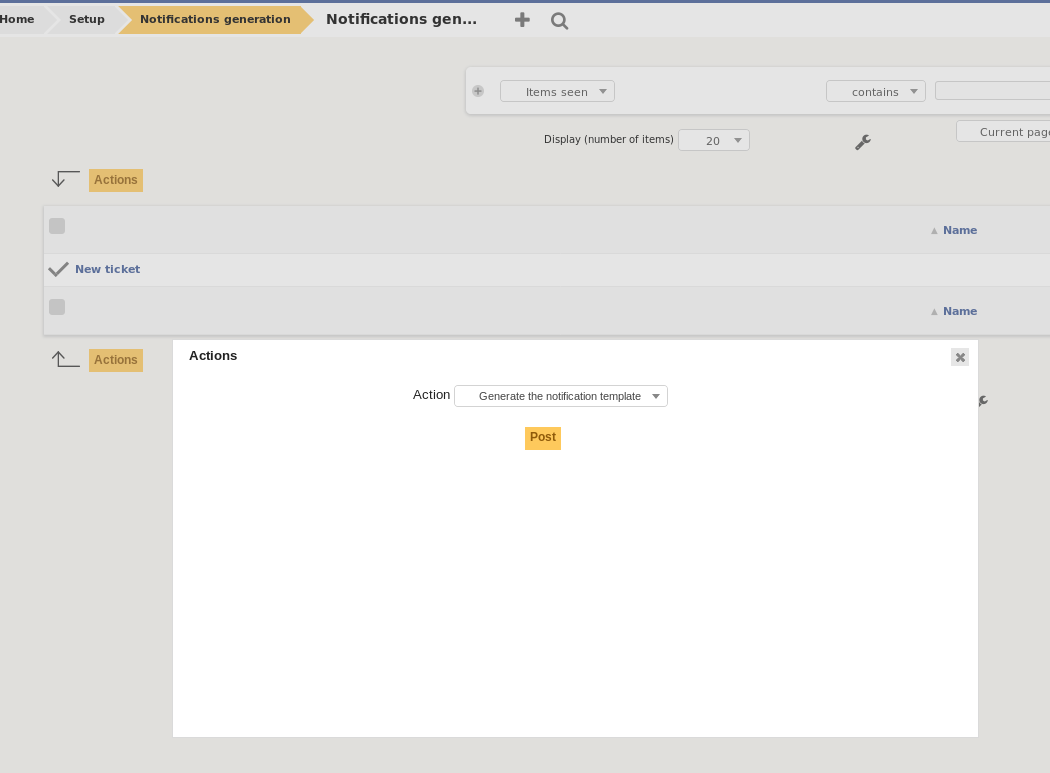 Home Setup Notifications generation Notifications gen...
Items seen contains
Display (number of items) 20 Current page
Actions
Name
New ticket
Name
Actions
Actions
Action Generate the notification template
Post